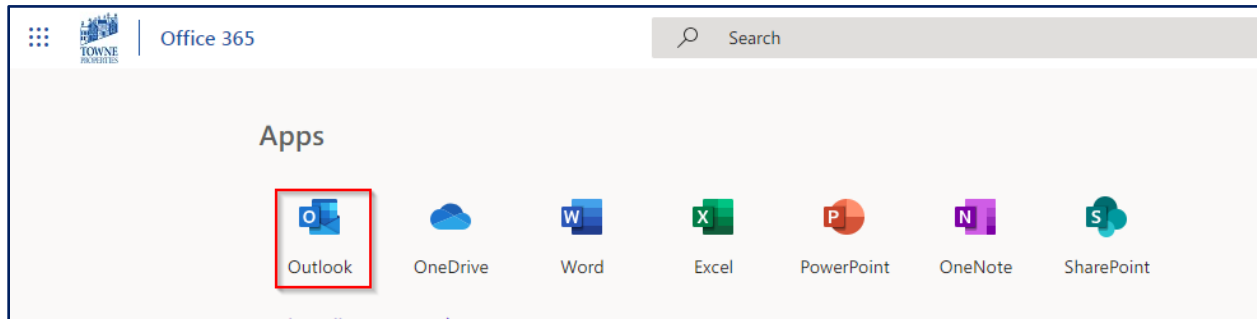 TOWNE
PROPERTIES
Office 365
Search
Apps
O
W
X
P
N
S
Outlook OneDrive Word Excel PowerPoint OneNote SharePoint